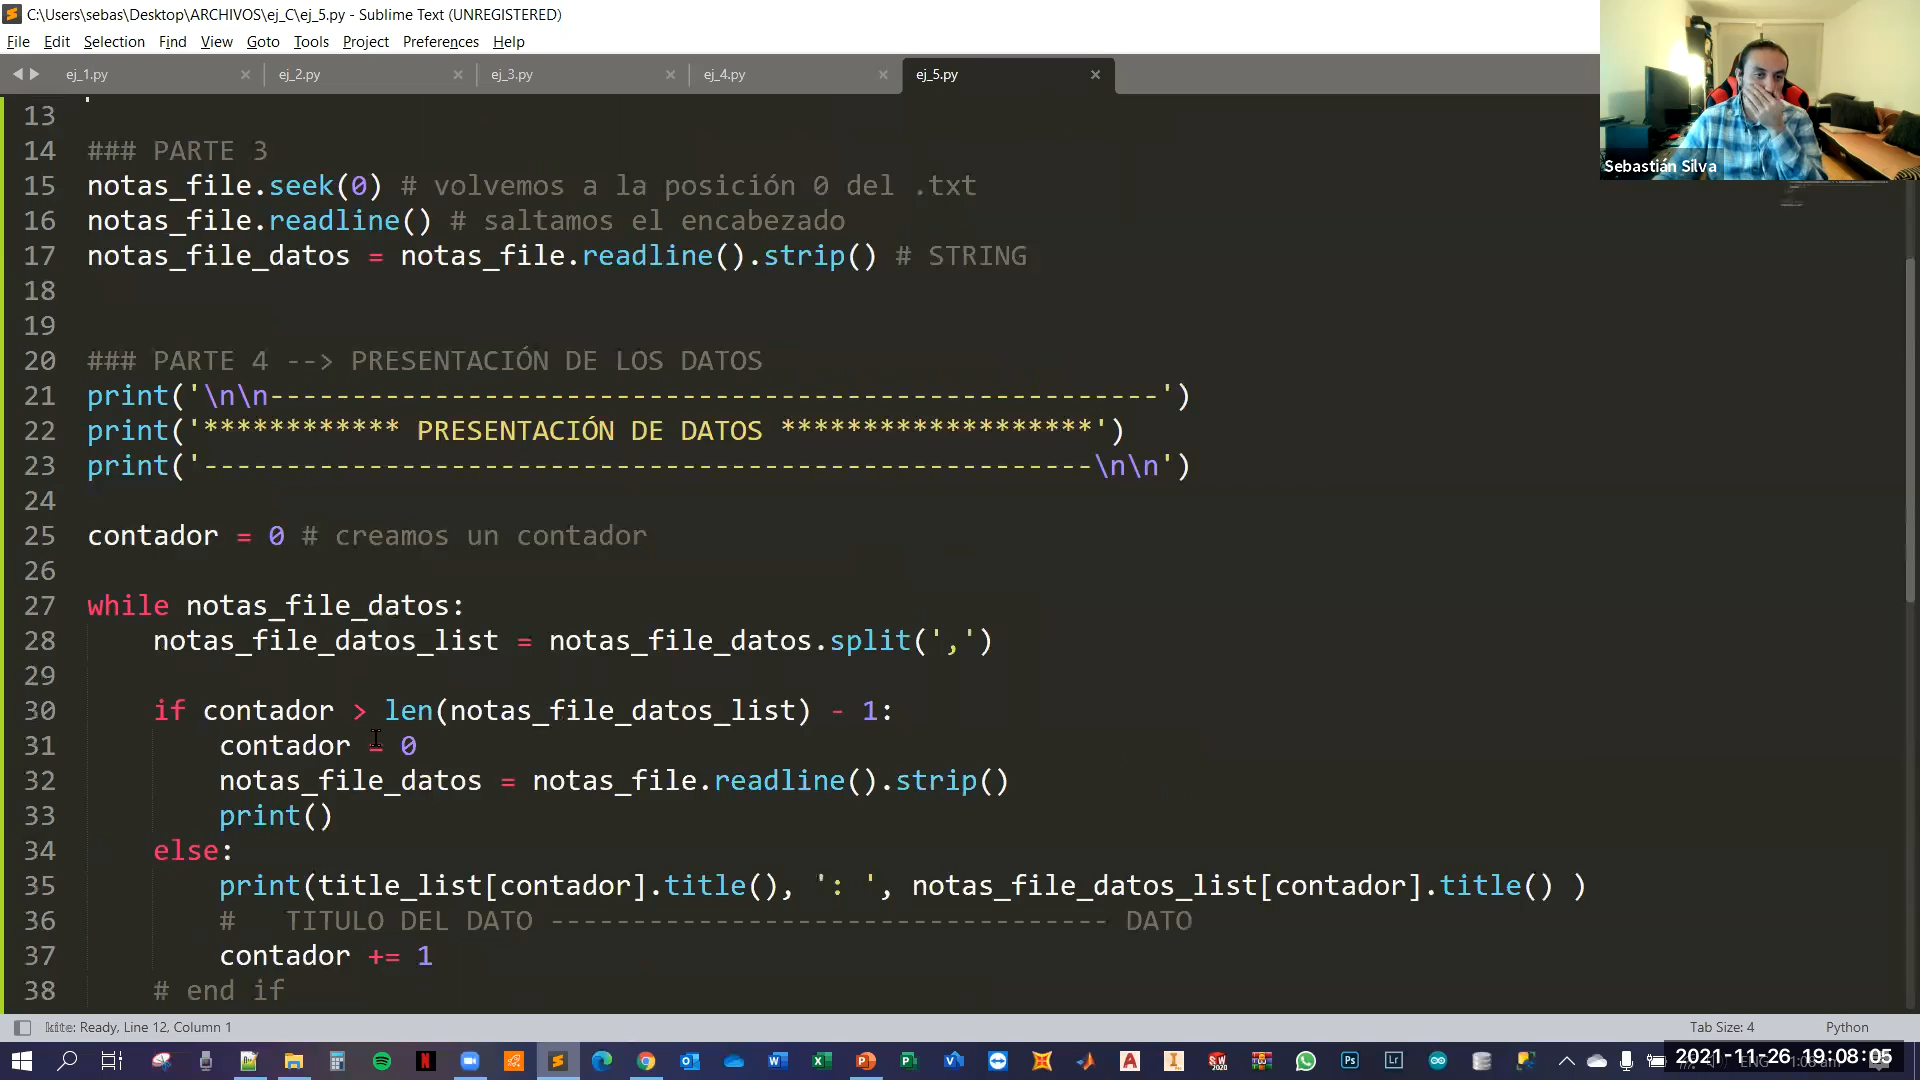 C:\Users\sebas\Desktop\ARCHIVOS\ej_C\ej_5.py - Sublime Text (UNREGISTERED)
File Edit Selection Find View Goto Tools Project Preferences Help
ej_1.py × ej_2.py × ej_3.py × ej_4.py × ej_5.py ×
Sebastián Silva
13
14 ### PARTE 3
15 notas_file.seek(0) # volvemos a la posición 0 del .txt
16 notas_file.readline() # saltamos el encabezado
17 notas_file_datos = notas_file.readline().strip() # STRING
18
19
20 ### PARTE 4 --> PRESENTACIÓN DE LOS DATOS
21 print('\n\n------------------------------------------------------')
22 print('************ PRESENTACIÓN DE DATOS *******************')
23 print('------------------------------------------------------\n\n')
24
25 contador = 0 # creamos un contador
26
27 while notas_file_datos:
28     notas_file_datos_list = notas_file_datos.split(',')
29
30     if contador > len(notas_file_datos_list) - 1:
31         contador = 0
32         notas_file_datos = notas_file.readline().strip()
33         print()
34     else:
35         print(title_list[contador].title(), ': ', notas_file_datos_list[contador].title() )
36         #   TITULO DEL DATO ---------------------------------- DATO
37         contador += 1
38     # end if
kite: Ready, Line 12, Column 1 Tab Size: 4 Python
2021-11-26 19:08:05